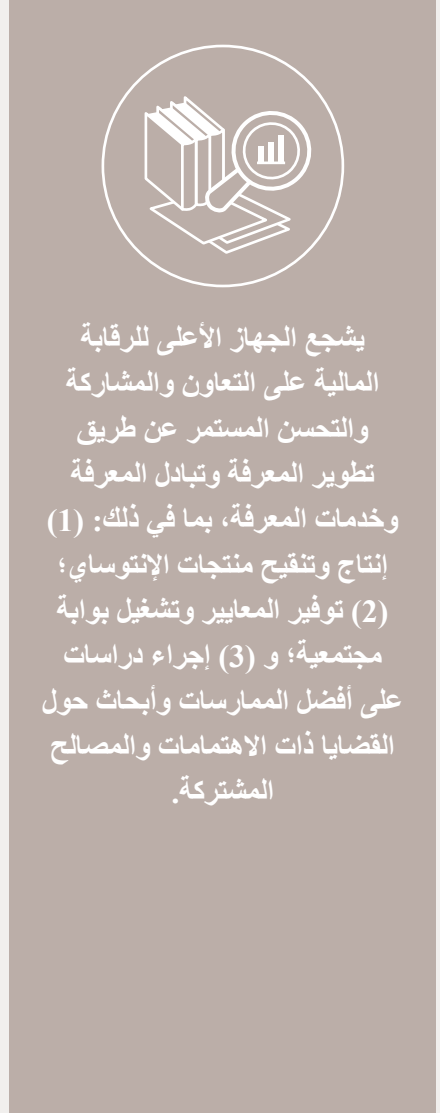 يشجع الجهاز الأعلى للرقابة
المالية على التعاون والمشاركة
والتحسن المستمر عن طريق
تطوير المعرفة وتبادل المعرفة
وخدمات المعرفة، بما في ذلك: (1)
إنتاج وتنقيح منتجات الإنتوساي؛
(2) توفير المعايير وتشغيل بوابة
مجتمعية؛ و (3) إجراء دراسات
على أفضل الممارسات وأبحاث حول
القضايا ذات الاهتمامات والمصالح
المشتركة.